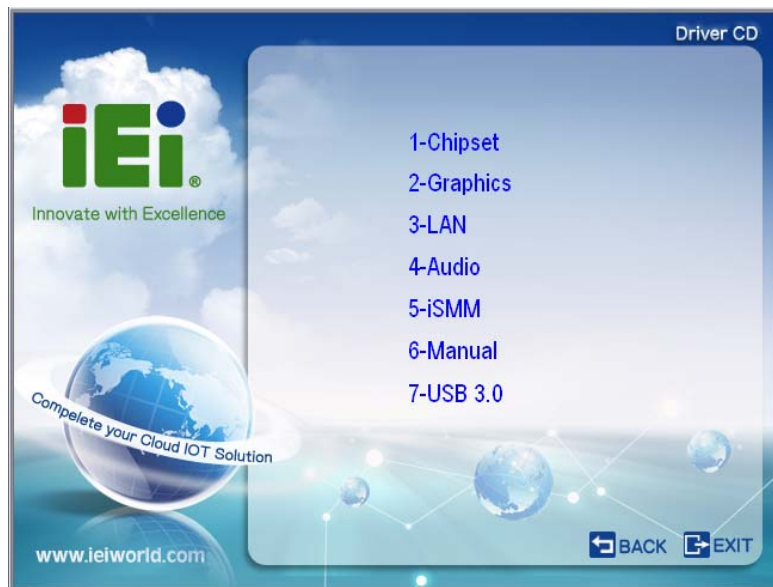 Driver CD
iEi®
Innovate with Excellence
1-Chipset
2-Graphics
3-LAN
4-Audio
5-iSMM
6-Manual
7-USB 3.0
Compelete your Cloud IOT Solution
www.ieiworld.com
BACK
EXIT